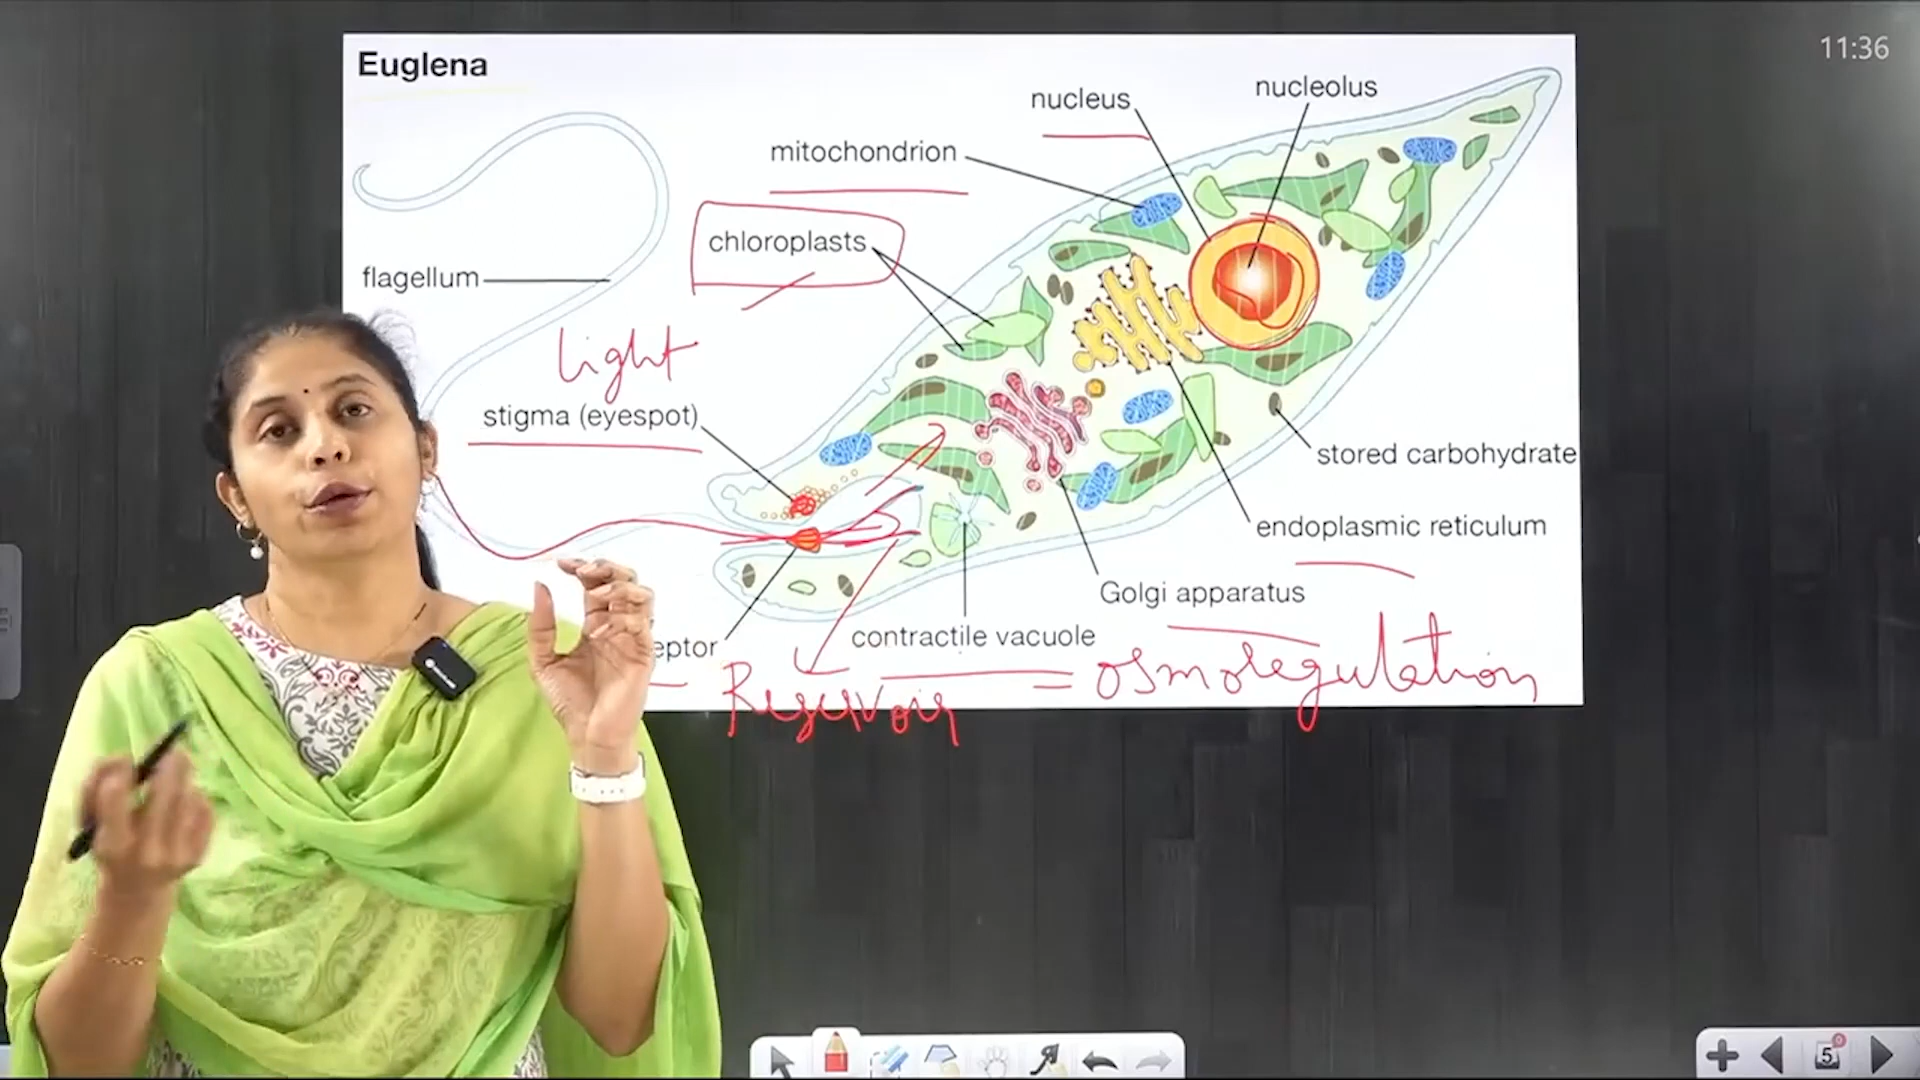 11:36
Euglena
nucleus
nucleolus
mitochondrion
chloroplasts
flagellum
Light
stigma (eyespot)
stored carbohydrate
endoplasmic reticulum
Golgi apparatus
contractile vacuole
eptor
Reservoir
= osmoregulation
5